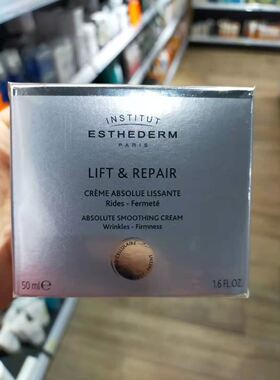 INSTITUT
ESTHEDERM
PARIS
LIFT & REPAIR
CRÈME ABSOLUE LISSANTE
Rides - Fermeté
ABSOLUTE SMOOTHING CREAM
Wrinkles - Firmness
50 ml e 1.6 FL.OZ.